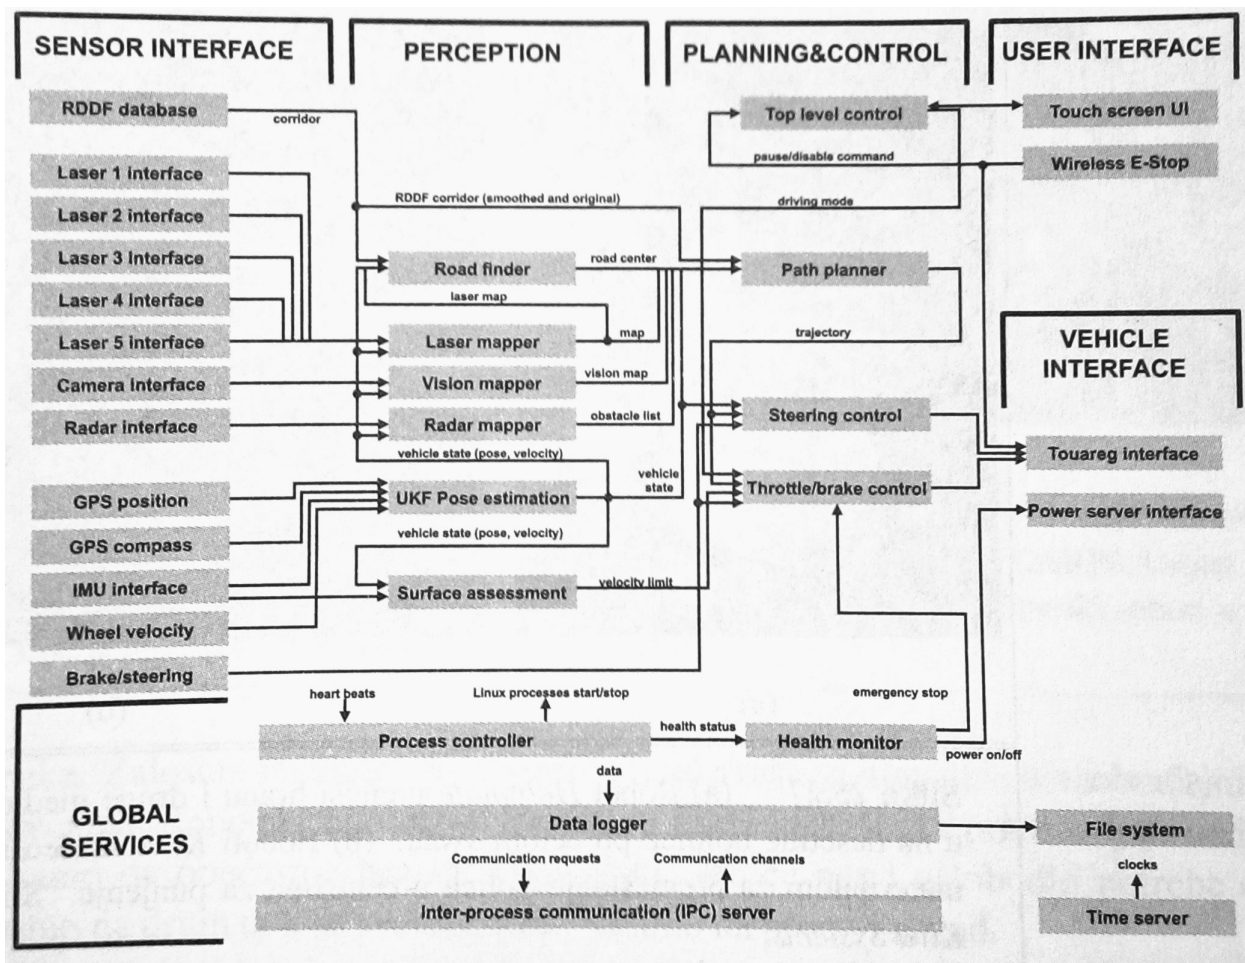 SENSOR INTERFACE
PERCEPTION
PLANNING&CONTROL
USER INTERFACE
RDDF database
corridor
Top level control
Touch screen UI
pause/disable command
Wireless E-Stop
Laser 1 interface
RDDF corridor (smoothed and original)
driving mode
Laser 2 interface
Laser 3 Interface
Road finder
road center
Path planner
laser map
Laser 4 Interface
VEHICLE
INTERFACE
Laser 5 interface
Laser mapper
map
trajectory
Camera Interface
Vision mapper
vision map
Radar interface
Radar mapper
obstacle list
Steering control
vehicle state (pose, velocity)
vehicle
state
Touareg interface
GPS position
UKF Pose estimation
Throttle/brake control
Power server interface
GPS compass
vehicle state (pose, velocity)
IMU interface
Surface assessment
velocity limit
Wheel velocity
Brake/steering
heart beats
Linux processes start/stop
emergency stop
Process controller
health status
Health monitor
power on/off
data
GLOBAL
SERVICES
Data logger
File system
Communication requests
Communication channels
clocks
Inter-process communication (IPC) server
Time server